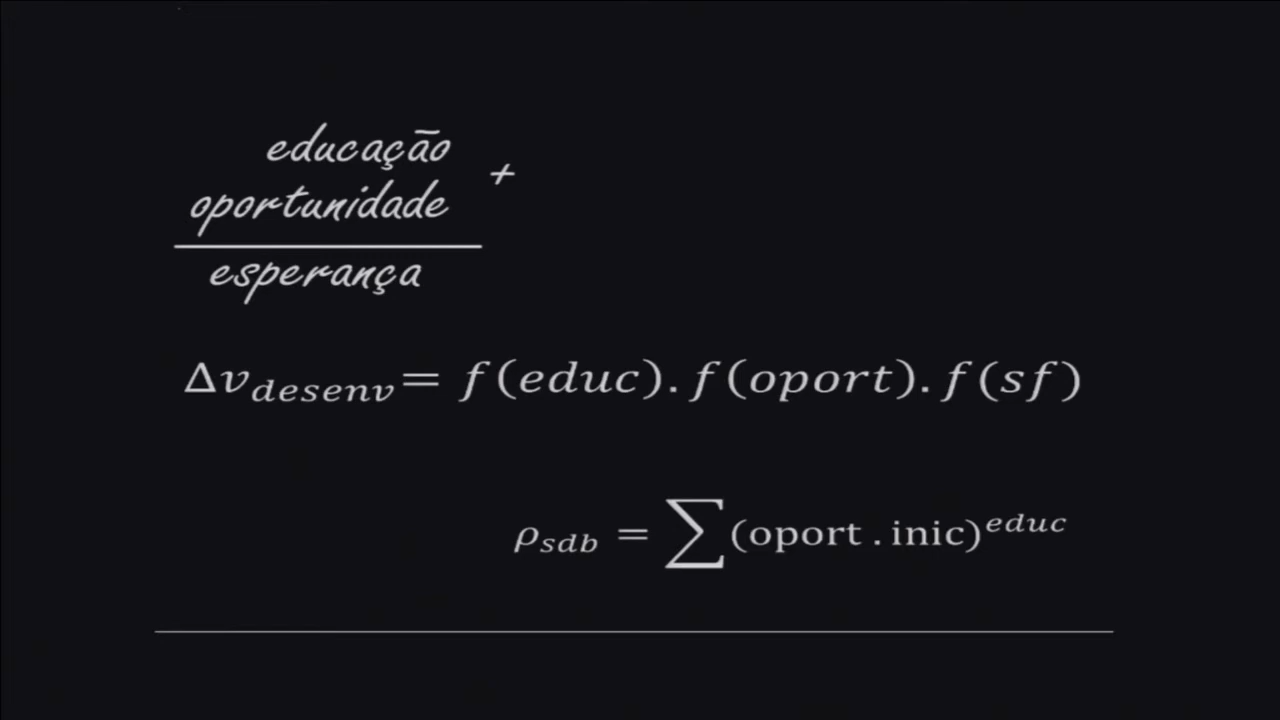 educação
+
oportunidade
esperança
Δv_desenv = f(educ).f(oport).f(sf)
ρ_sdb = ∑(oport . inic)^educ